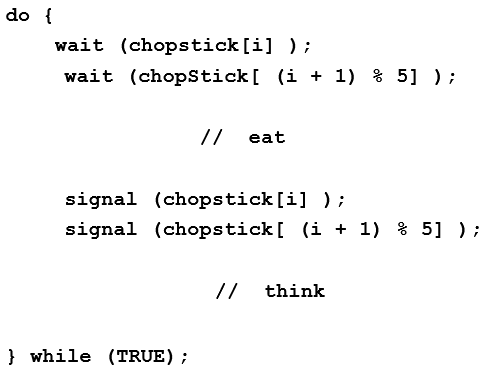 do {
wait (chopstick[i] );
wait (chopStick[ (i + 1) % 5] );
// eat
signal (chopstick[i] );
signal (chopstick[ (i + 1) % 5] );
// think
} while (TRUE);